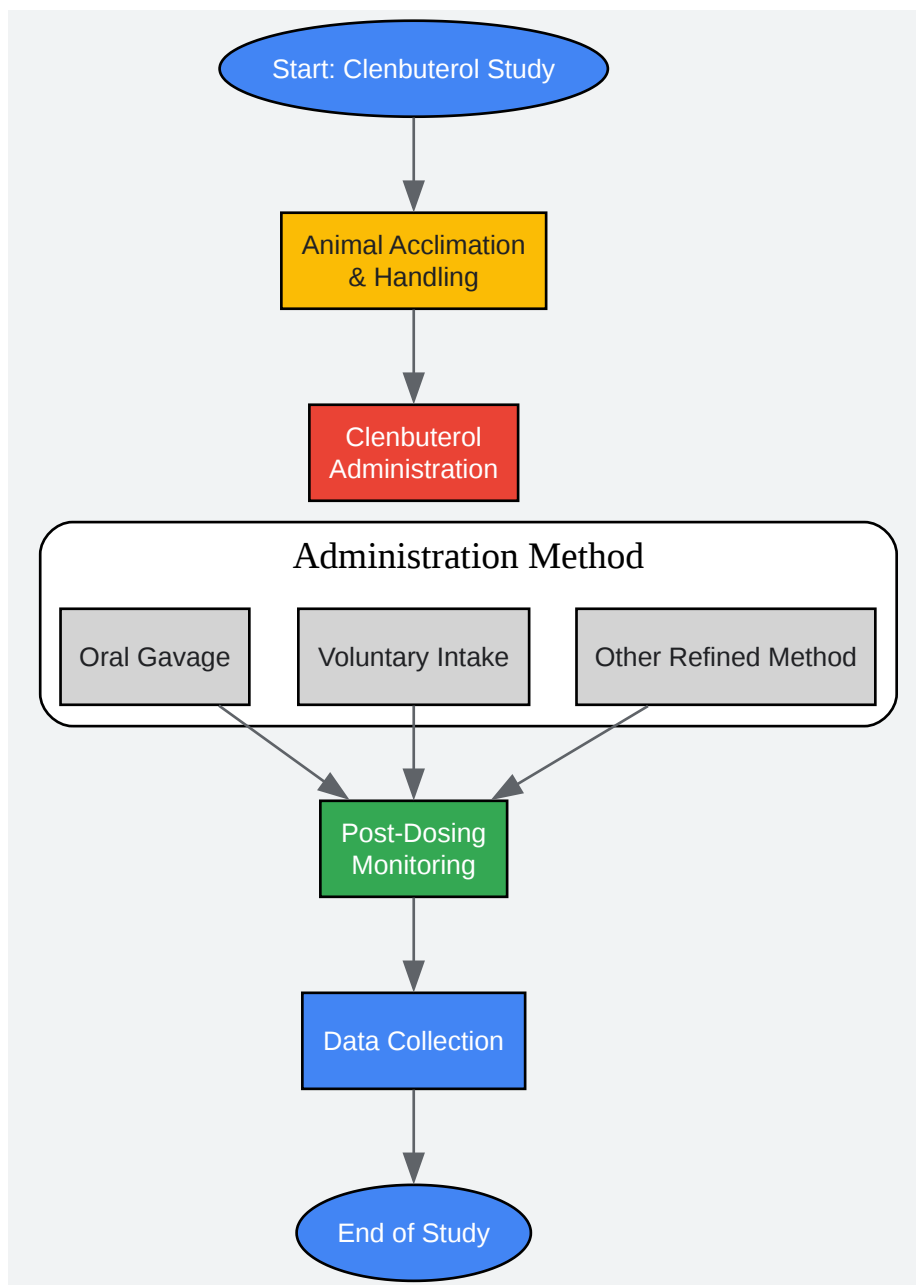 Start: Clenbuterol Study
Animal Acclimation
& Handling
Clenbuterol
Administration
Administration Method
Oral Gavage
Voluntary Intake
Other Refined Method
Post-Dosing
Monitoring
Data Collection
End of Study